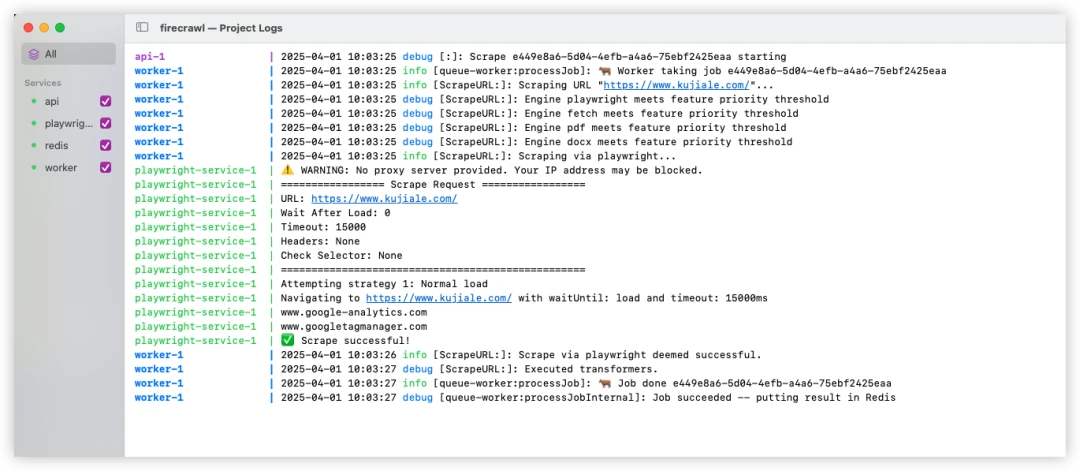 firecrawl — Project Logs
All
Services
api
playwrig...
redis
worker
api-1 | 2025-04-01 10:03:25 debug [:]: Scrape e449e8a6-5d04-4efb-a4a6-75ebf2425eaa starting
worker-1 | 2025-04-01 10:03:25 info [queue-worker:processJob]: 🐂 Worker taking job e449e8a6-5d04-4efb-a4a6-75ebf2425eaa
worker-1 | 2025-04-01 10:03:25 info [ScrapeURL:]: Scraping URL "https://www.kujiale.com/"...
worker-1 | 2025-04-01 10:03:25 debug [ScrapeURL:]: Engine playwright meets feature priority threshold
worker-1 | 2025-04-01 10:03:25 debug [ScrapeURL:]: Engine fetch meets feature priority threshold
worker-1 | 2025-04-01 10:03:25 debug [ScrapeURL:]: Engine pdf meets feature priority threshold
worker-1 | 2025-04-01 10:03:25 debug [ScrapeURL:]: Engine docx meets feature priority threshold
worker-1 | 2025-04-01 10:03:25 info [ScrapeURL:]: Scraping via playwright...
playwright-service-1 | ⚠️ WARNING: No proxy server provided. Your IP address may be blocked.
playwright-service-1 | ================= Scrape Request =================
playwright-service-1 | URL: https://www.kujiale.com/
playwright-service-1 | Wait After Load: 0
playwright-service-1 | Timeout: 15000
playwright-service-1 | Headers: None
playwright-service-1 | Check Selector: None
playwright-service-1 | ==================================================
playwright-service-1 | Attempting strategy 1: Normal load
playwright-service-1 | Navigating to https://www.kujiale.com/ with waitUntil: load and timeout: 15000ms
playwright-service-1 | www.google-analytics.com
playwright-service-1 | www.googletagmanager.com
playwright-service-1 | ✅ Scrape successful!
worker-1 | 2025-04-01 10:03:26 info [ScrapeURL:]: Scrape via playwright deemed successful.
worker-1 | 2025-04-01 10:03:27 debug [ScrapeURL:]: Executed transformers.
worker-1 | 2025-04-01 10:03:27 info [queue-worker:processJob]: 🐂 Job done e449e8a6-5d04-4efb-a4a6-75ebf2425eaa
worker-1 | 2025-04-01 10:03:27 debug [queue-worker:processJobInternal]: Job succeeded -- putting result in Redis